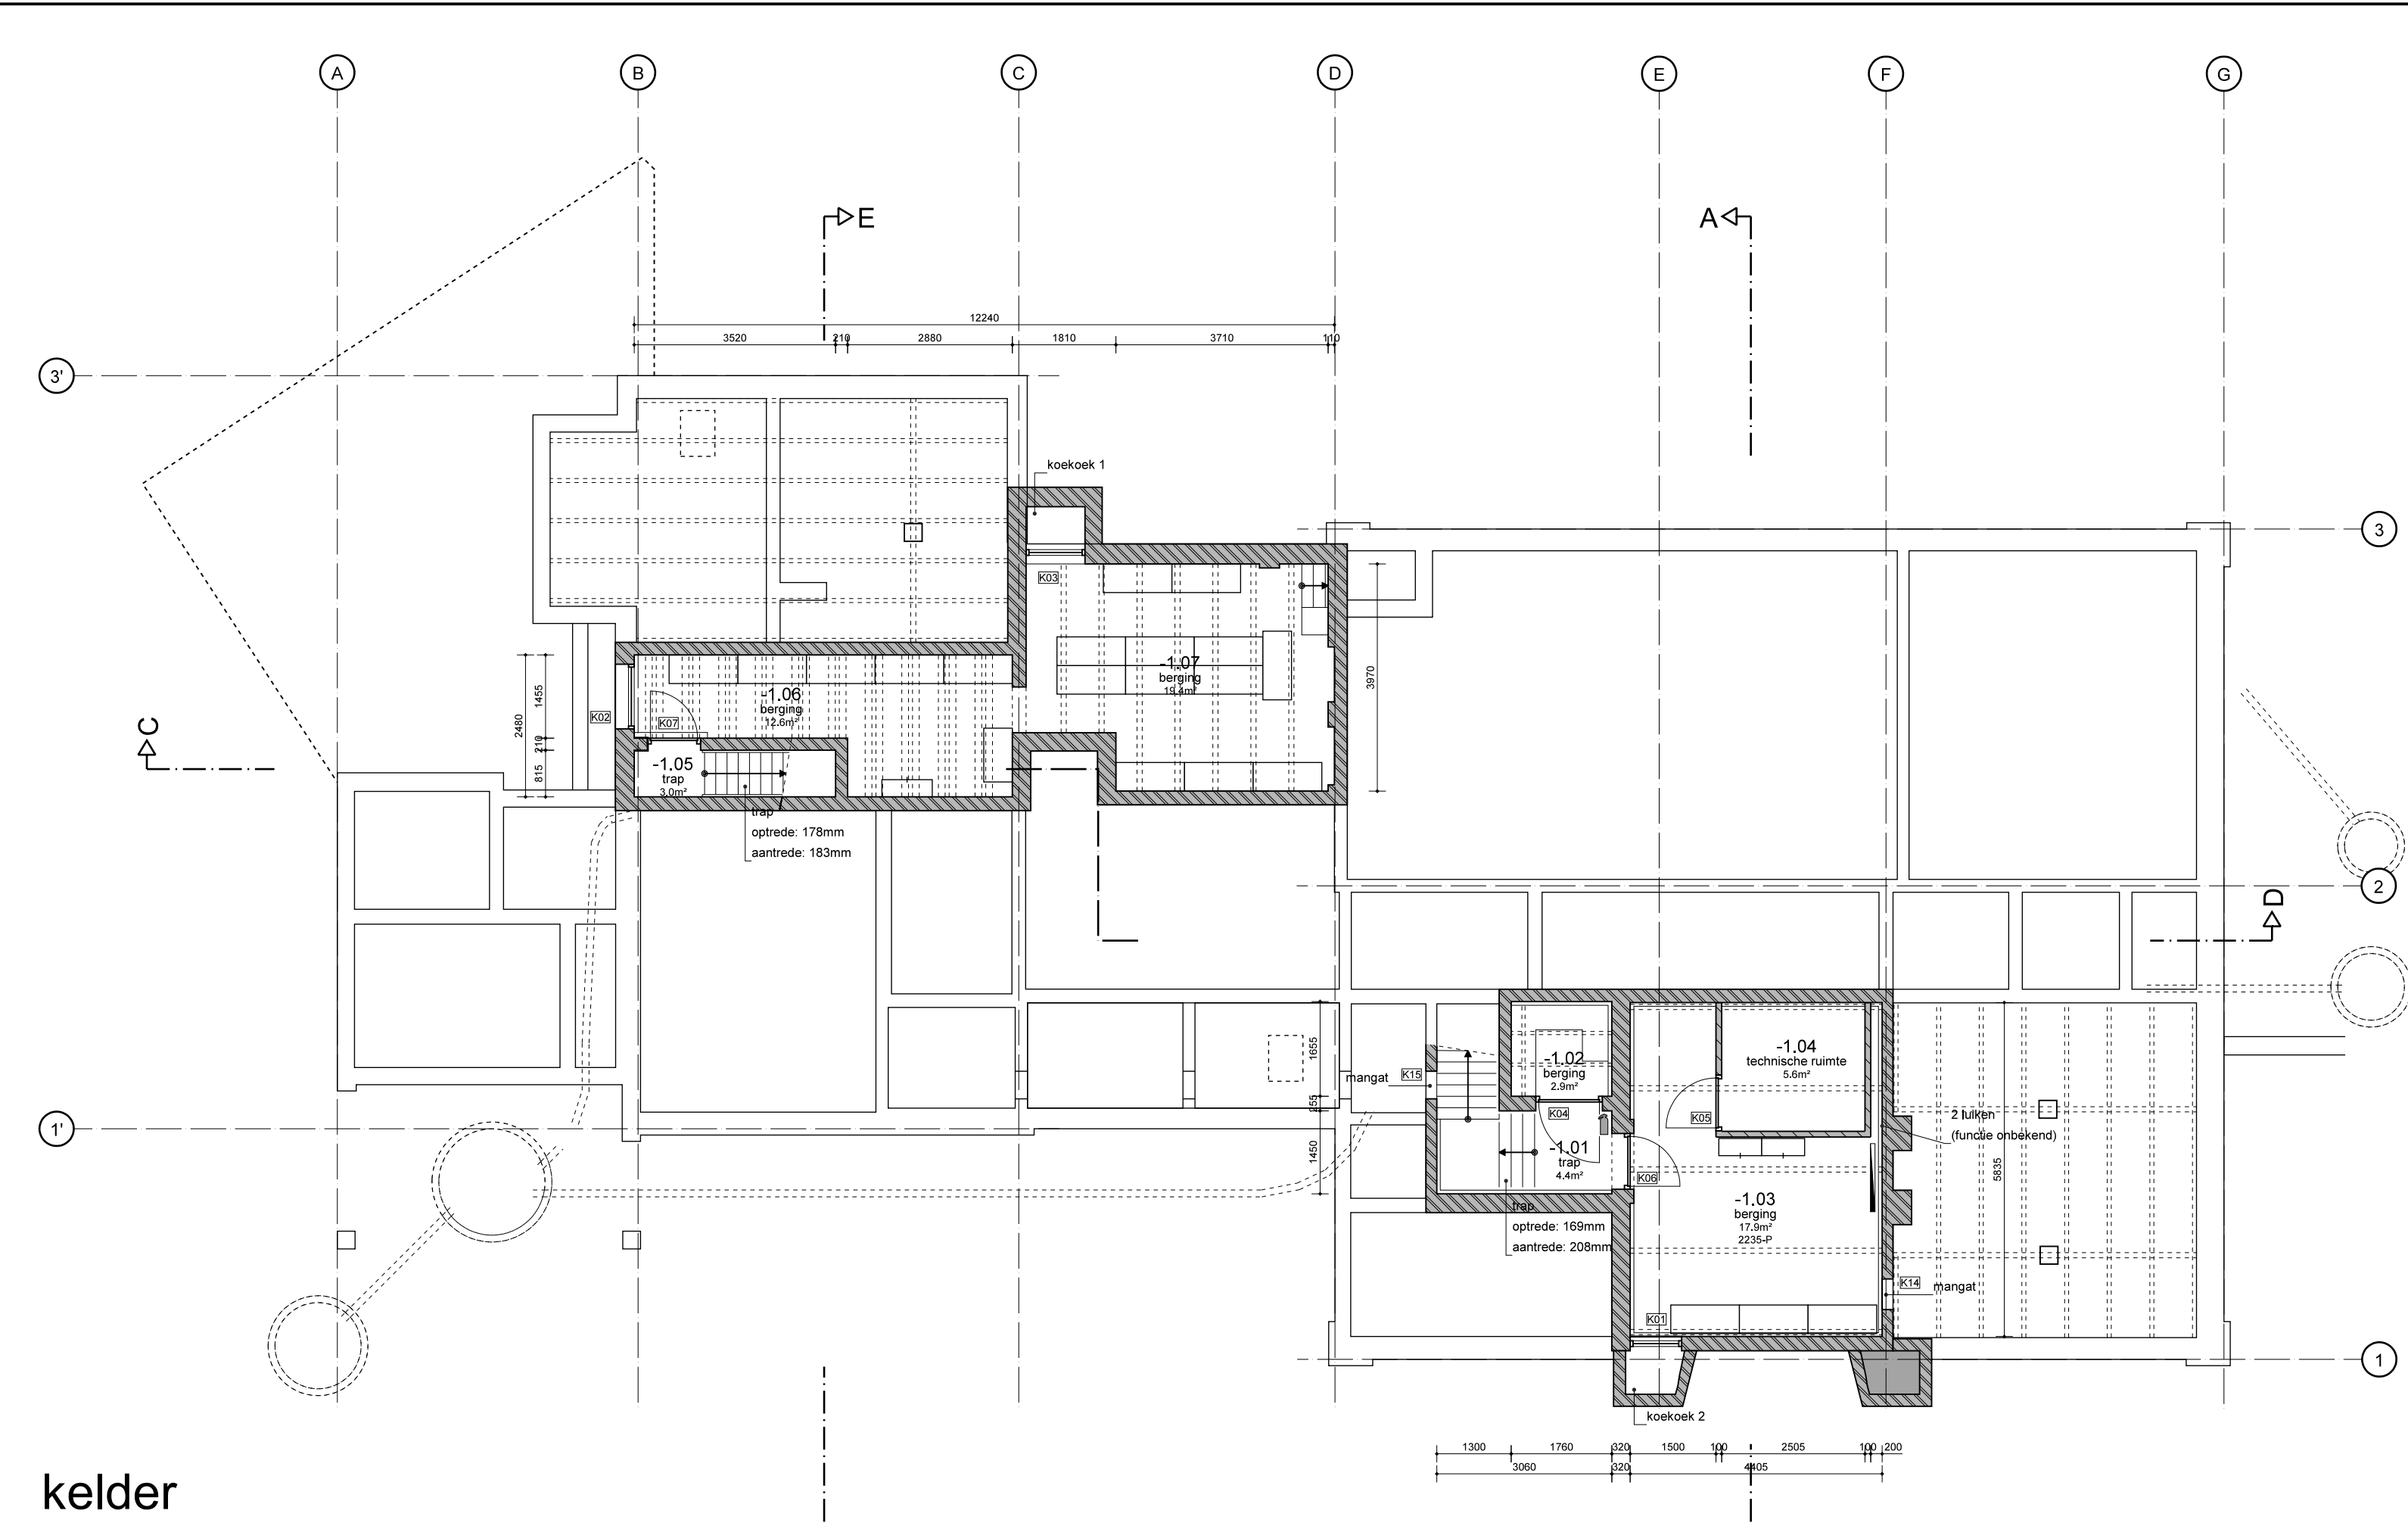 A
B
C
D
E
F
G
E
A
12240
3520
210
2880
1810
3710
110
3'
koekoek 1
3
K03
-1.07
berging
19.4m²
3970
2480
1455
210
815
K02
-1.06
berging
12.6m²
K07
-1.05
trap
3.0m²
trap
optrede: 178mm
aantrede: 183mm
C
2
D
1655
255
1450
mangat
K15
-1.02
berging
2.9m²
K04
-1.04
technische ruimte
5.6m²
K05
2 luiken
(functie onbekend)
1'
-1.01
trap
4.4m²
K06
-1.03
berging
17.9m²
2235-P
5835
trap
optrede: 169mm
aantrede: 208mm
K14
mangat
K01
1
koekoek 2
1300
1760
320
1500
100
2505
100
200
3060
320
4405
kelder